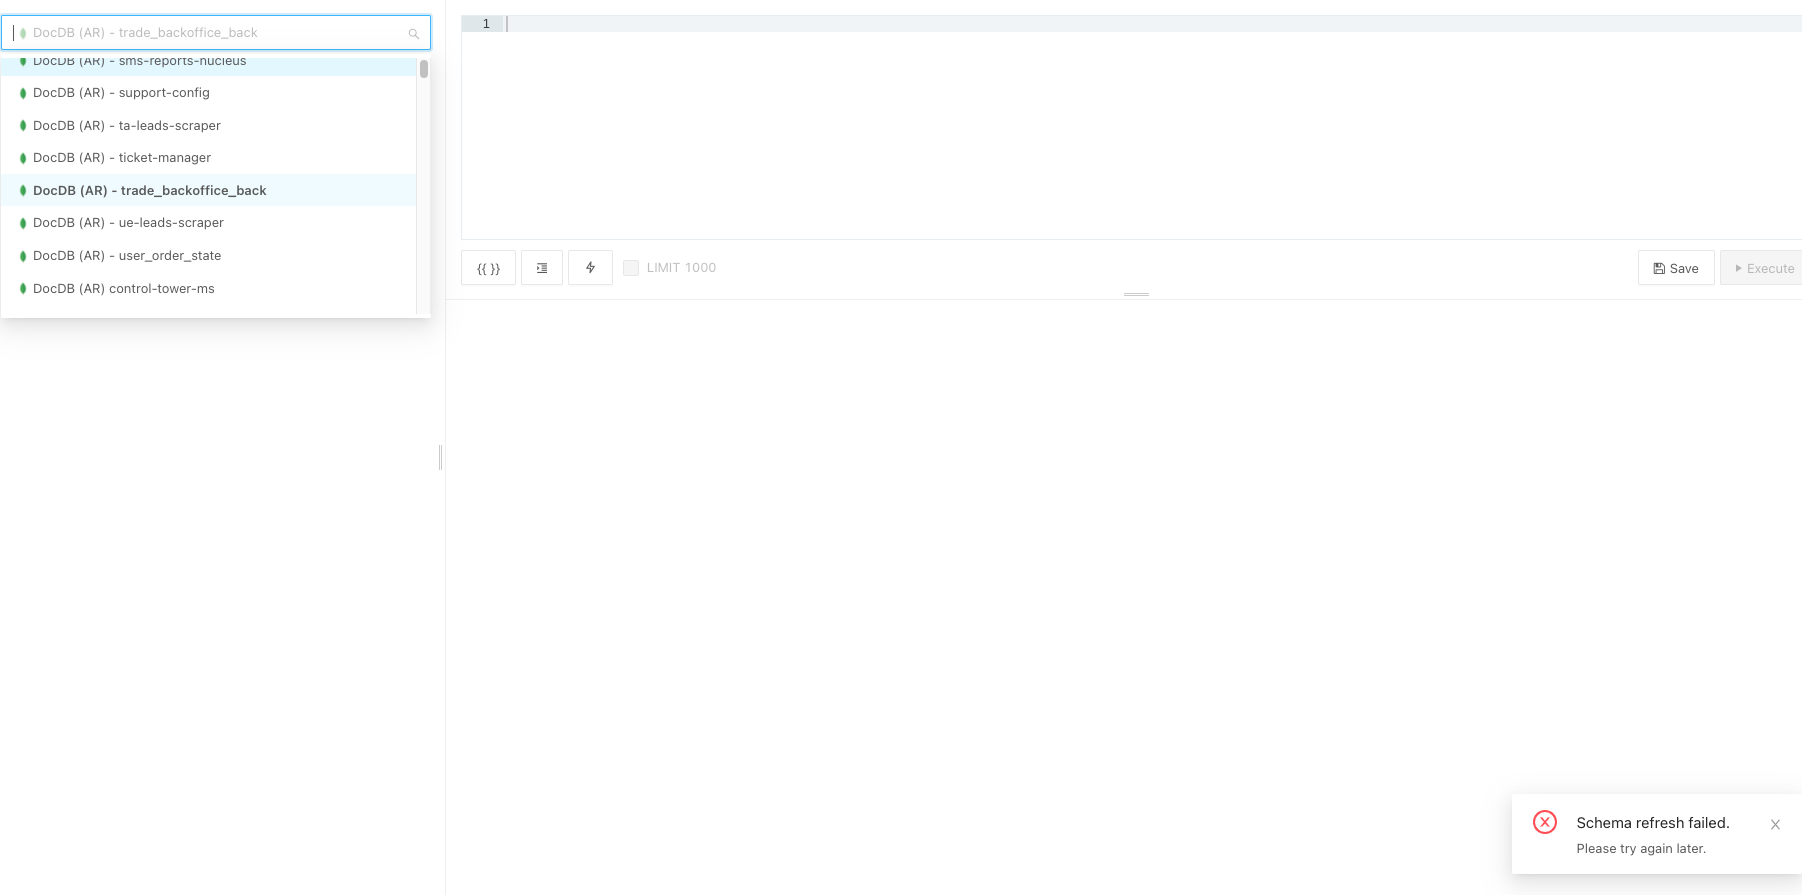 DocDB (AR) - trade_backoffice_back
DocDB (AR) - sms-reports-nucleus
DocDB (AR) - support-config
DocDB (AR) - ta-leads-scraper
DocDB (AR) - ticket-manager
DocDB (AR) - trade_backoffice_back
DocDB (AR) - ue-leads-scraper
DocDB (AR) - user_order_state
DocDB (AR) control-tower-ms
1
{{ }}
LIMIT 1000
Save
Execute
Schema refresh failed.
Please try again later.